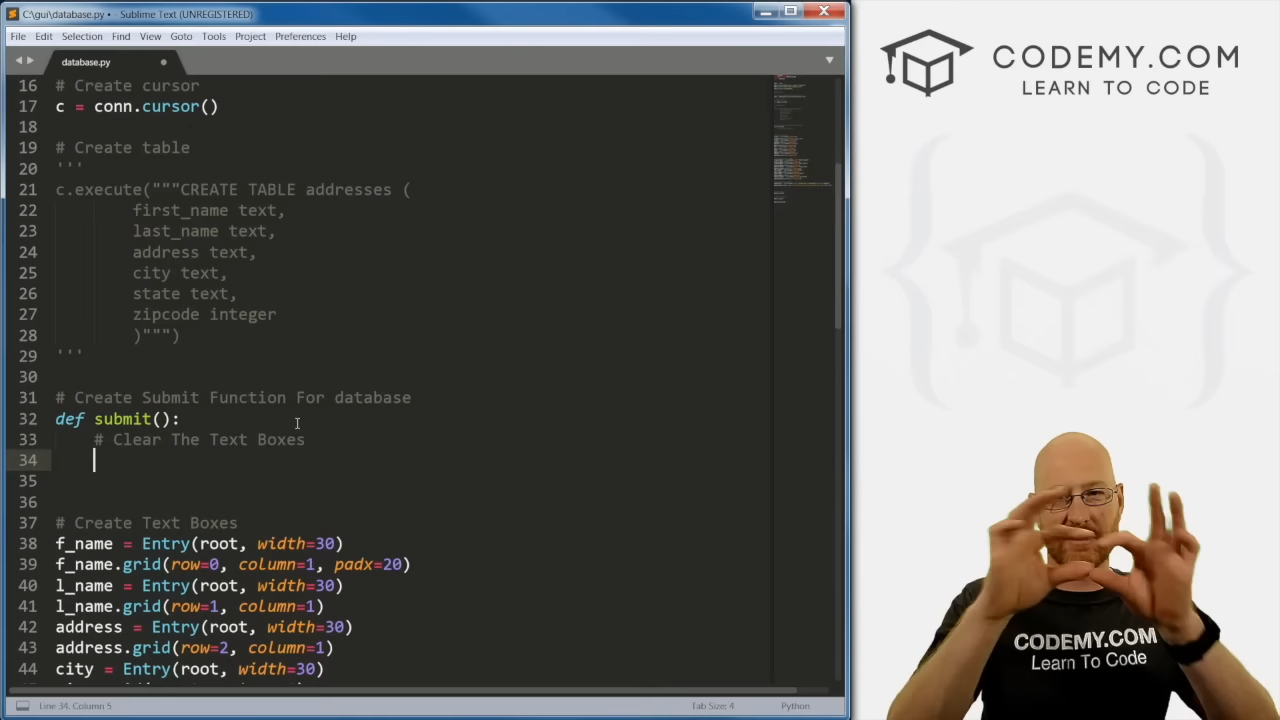 C:\gui\database.py • - Sublime Text (UNREGISTERED)
File Edit Selection Find View Goto Tools Project Preferences Help
database.py
16 # Create cursor
17 c = conn.cursor()
18
19 # Create table
20 '''
21 c.execute("""CREATE TABLE addresses (
22 first_name text,
23 last_name text,
24 address text,
25 city text,
26 state text,
27 zipcode integer
28 )""")
29 '''
30
31 # Create Submit Function For database
32 def submit():
33 # Clear The Text Boxes
34
35
36
37 # Create Text Boxes
38 f_name = Entry(root, width=30)
39 f_name.grid(row=0, column=1, padx=20)
40 l_name = Entry(root, width=30)
41 l_name.grid(row=1, column=1)
42 address = Entry(root, width=30)
43 address.grid(row=2, column=1)
44 city = Entry(root, width=30)
Line 34, Column 5
Tab Size: 4
Python
CODEMY.COM
LEARN TO CODE
CODEMY.COM
Learn To Code